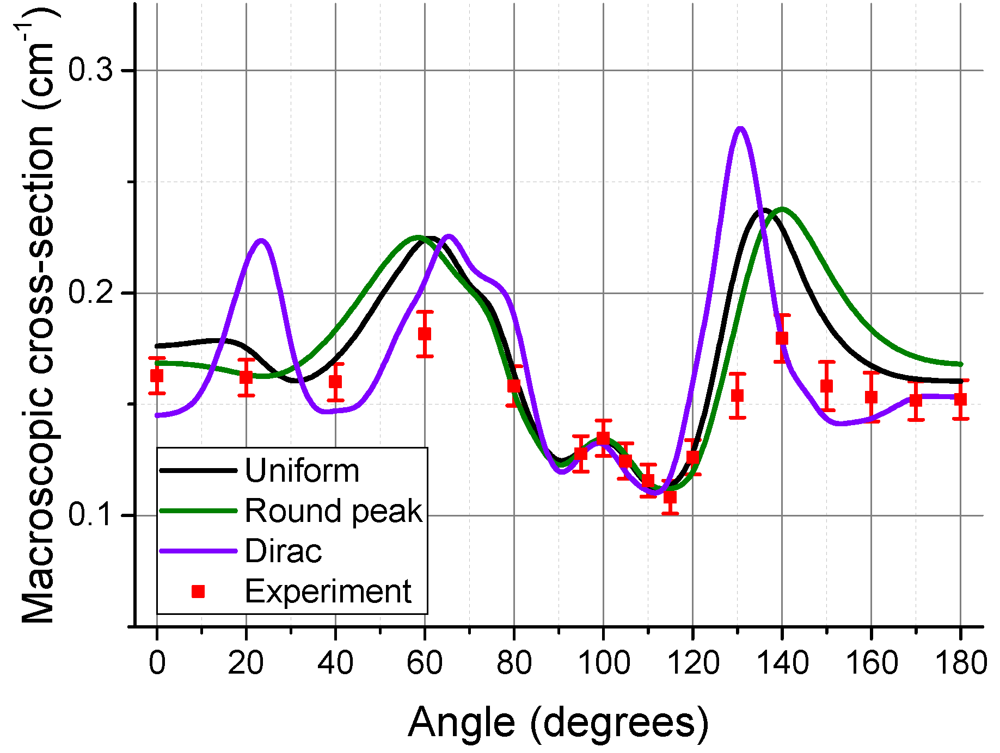 Macroscopic cross-section (cm⁻¹)
0.3
0.2
0.1
Uniform
Round peak
Dirac
Experiment
0 20 40 60 80 100 120 140 160 180
Angle (degrees)